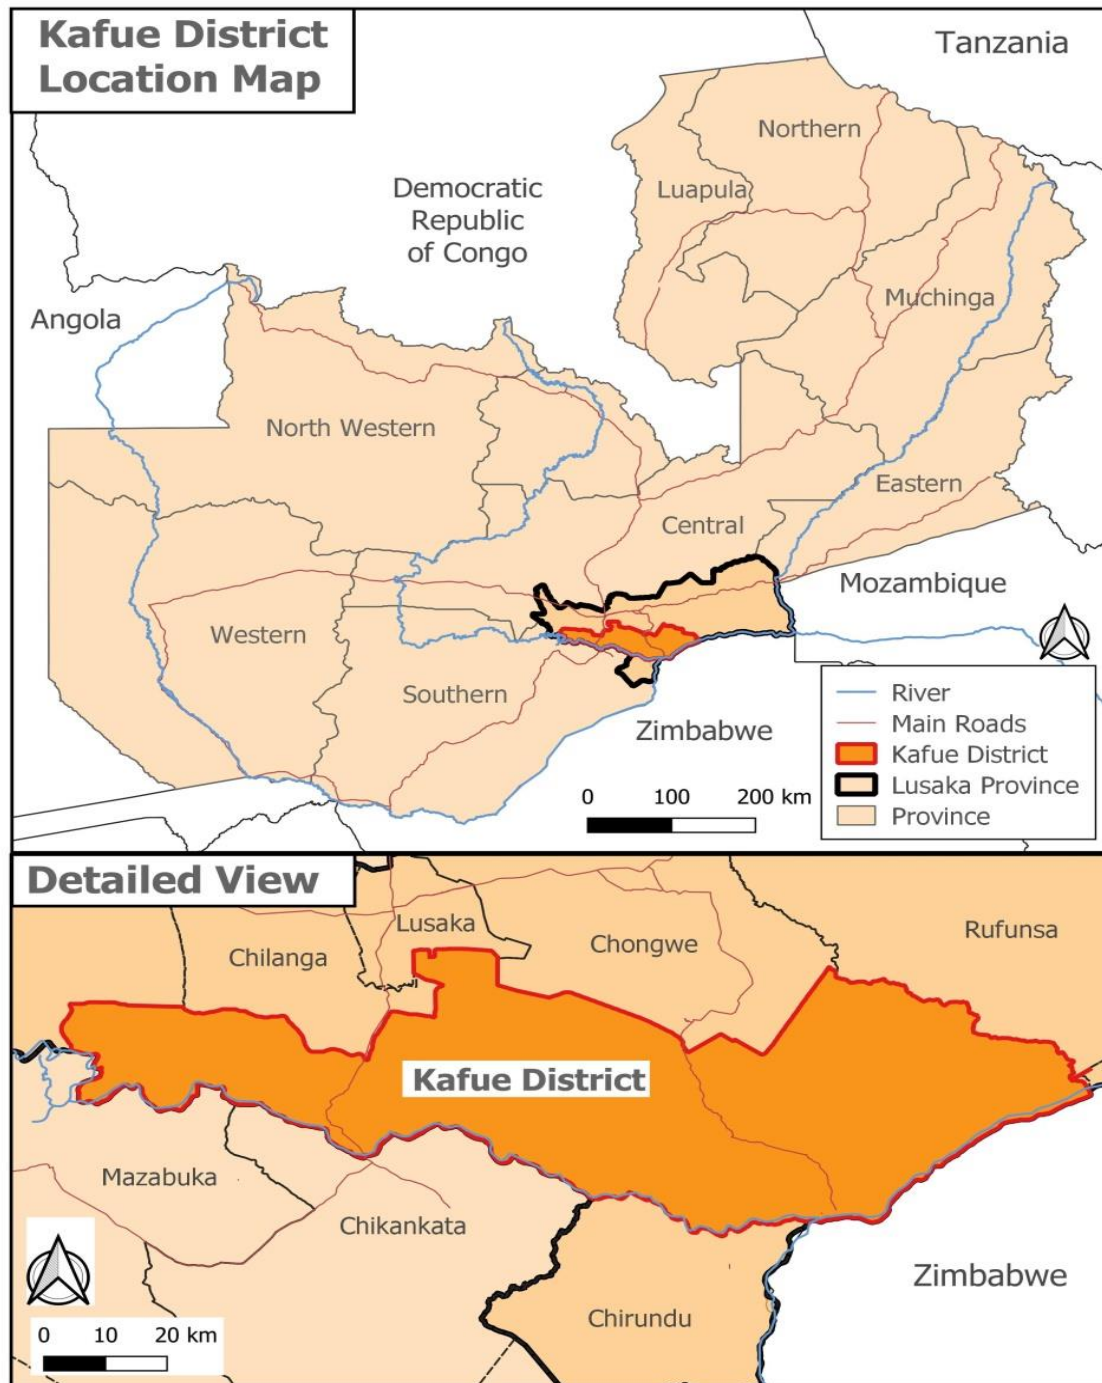 Kafue District
Location Map
Tanzania
Northern
Democratic
Republic
of Congo
Luapula
Angola
Muchinga
North Western
Eastern
Central
Mozambique
Western
Southern
Zimbabwe
River
Main Roads
Kafue District
Lusaka Province
Province
0 100 200 km
Detailed View
Lusaka
Chilanga
Chongwe
Rufunsa
Kafue District
Mazabuka
Chikankata
Zimbabwe
Chirundu
0 10 20 km